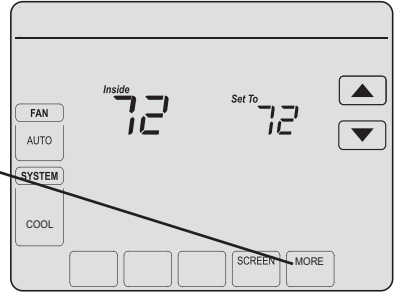 Inside
72
Set To
72
FAN
AUTO
SYSTEM
COOL
SCREEN
MORE